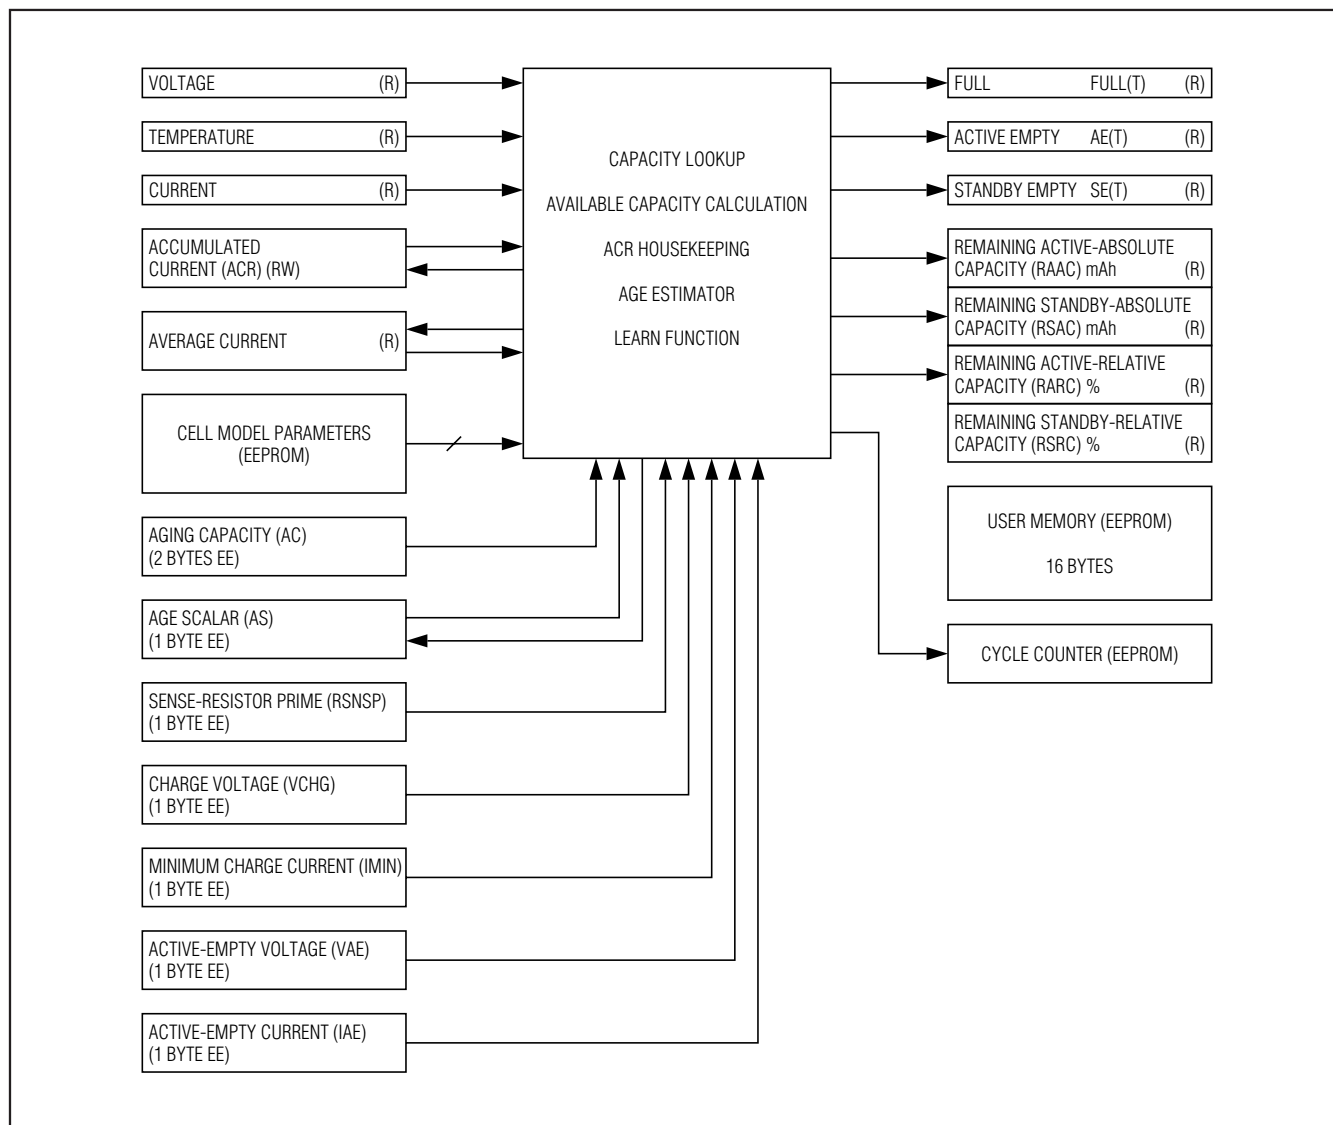 VOLTAGE (R)
TEMPERATURE (R)
CURRENT (R)
ACCUMULATED
CURRENT (ACR) (RW)
AVERAGE CURRENT (R)
CELL MODEL PARAMETERS
(EEPROM)
AGING CAPACITY (AC)
(2 BYTES EE)
AGE SCALAR (AS)
(1 BYTE EE)
SENSE-RESISTOR PRIME (RSNSP)
(1 BYTE EE)
CHARGE VOLTAGE (VCHG)
(1 BYTE EE)
MINIMUM CHARGE CURRENT (IMIN)
(1 BYTE EE)
ACTIVE-EMPTY VOLTAGE (VAE)
(1 BYTE EE)
ACTIVE-EMPTY CURRENT (IAE)
(1 BYTE EE)
CAPACITY LOOKUP
AVAILABLE CAPACITY CALCULATION
ACR HOUSEKEEPING
AGE ESTIMATOR
LEARN FUNCTION
FULL FULL(T) (R)
ACTIVE EMPTY AE(T) (R)
STANDBY EMPTY SE(T) (R)
REMAINING ACTIVE-ABSOLUTE
CAPACITY (RAAC) mAh (R)
REMAINING STANDBY-ABSOLUTE
CAPACITY (RSAC) mAh (R)
REMAINING ACTIVE-RELATIVE
CAPACITY (RARC) % (R)
REMAINING STANDBY-RELATIVE
CAPACITY (RSRC) % (R)
USER MEMORY (EEPROM)
16 BYTES
CYCLE COUNTER (EEPROM)